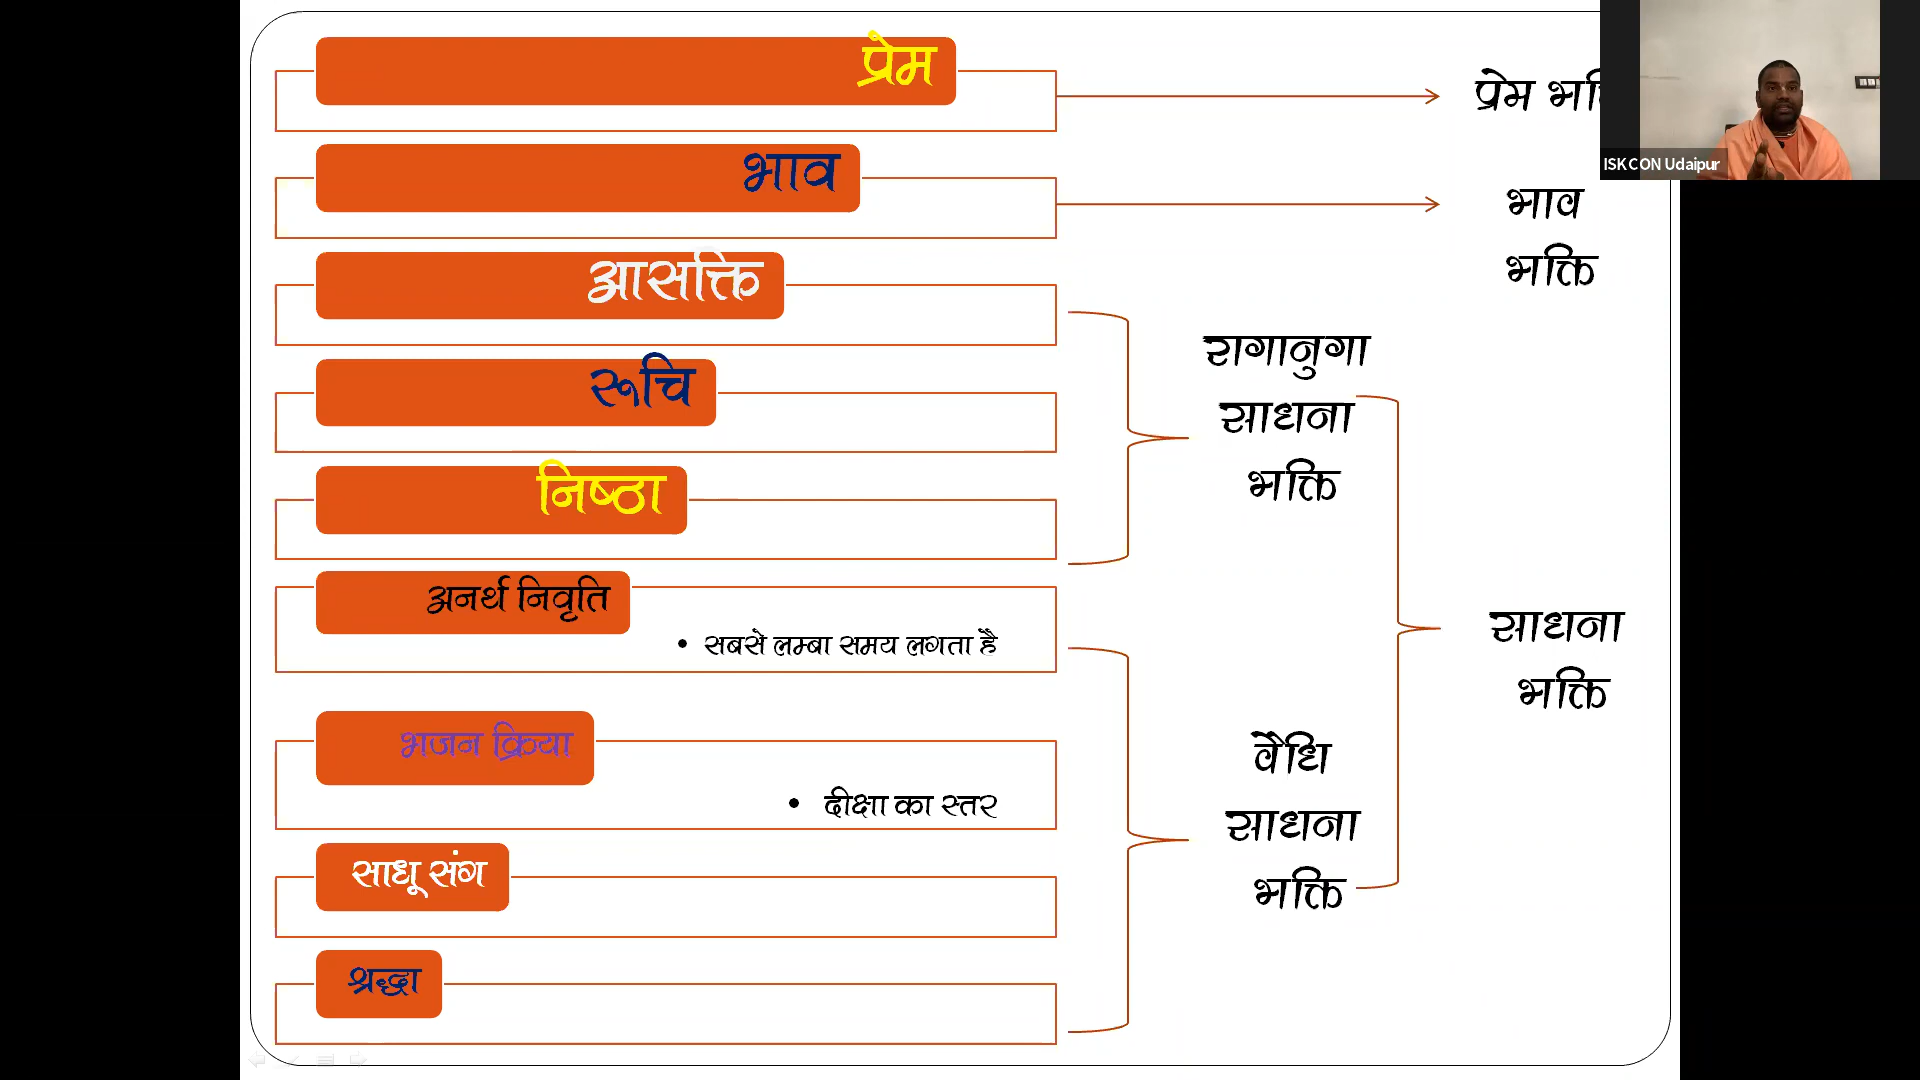 प्रेम
प्रेम
ISKCON Udaipur
भाव
भाव
भक्ति
आसक्ति
रूचि
निष्ठा
रागानुगा
साधना
भक्ति
अनर्थ निवृति
• सबसे लम्बा समय लगता है
साधना
भक्ति
भजन क्रिया
• दीक्षा का स्तर
वैधि
साधना
भक्ति
साधू संग
श्रद्धा